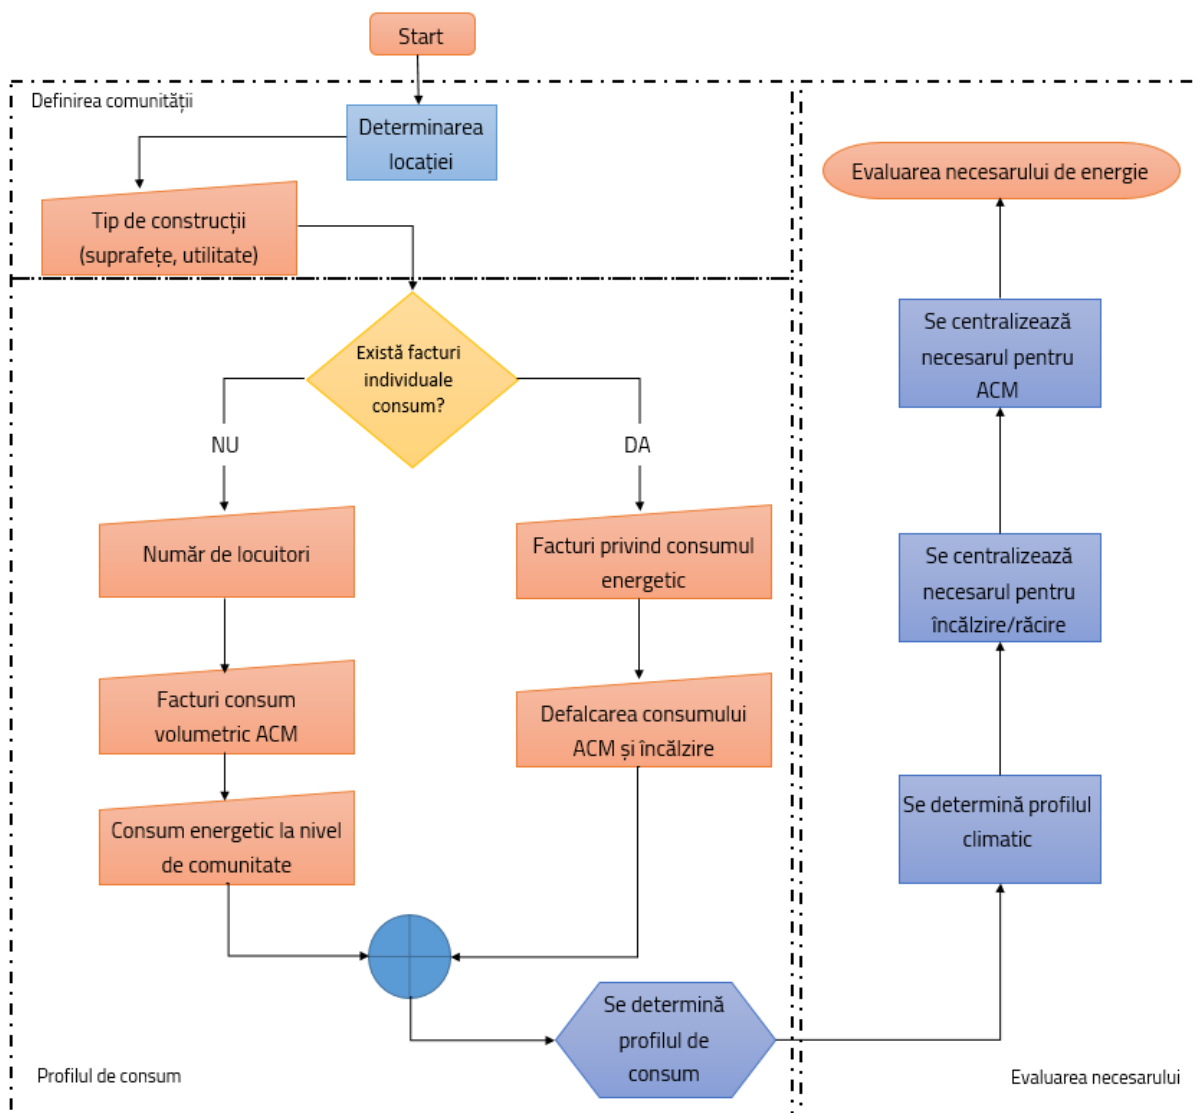 Start
Definirea comunității
Determinarea
locației
Tip de construcții
(suprafețe, utilitate)
Există facturi
individuale
consum?
NU
DA
Număr de locuitori
Facturi consum
volumetric ACM
Consum energetic la nivel
de comunitate
Facturi privind consumul
energetic
Defalcarea consumului
ACM și încălzire
Se determină
profilul de
consum
Profilul de consum
Evaluarea necesarului de energie
Se centralizează
necesarul pentru
ACM
Se centralizează
necesarul pentru
încălzire/răcire
Se determină profilul
climatic
Evaluarea necesarului